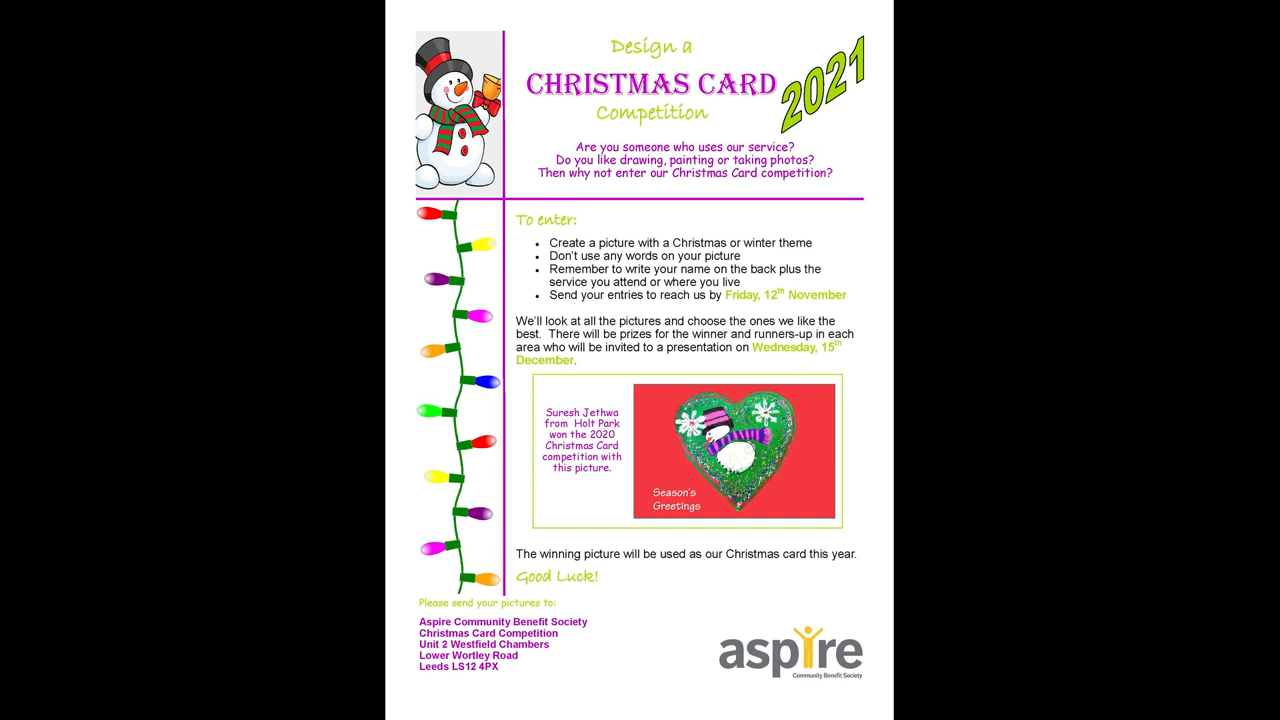 Design a
CHRISTMAS CARD
Competition
2021
Are you someone who uses our service?
Do you like drawing, painting or taking photos?
Then why not enter our Christmas Card competition?
To enter:
• Create a picture with a Christmas or winter theme
• Don't use any words on your picture
• Remember to write your name on the back plus the
service you attend or where you live
• Send your entries to reach us by Friday, 12th November
We'll look at all the pictures and choose the ones we like the
best. There will be prizes for the winner and runners-up in each
area who will be invited to a presentation on Wednesday, 15th
December.
Suresh Jethwa
from Holt Park
won the 2020
Christmas Card
competition with
this picture.
Season's
Greetings
The winning picture will be used as our Christmas card this year.
Good Luck!
Please send your pictures to:
Aspire Community Benefit Society
Christmas Card Competition
Unit 2 Westfield Chambers
Lower Wortley Road
Leeds LS12 4PX
aspire
Community Benefit Society